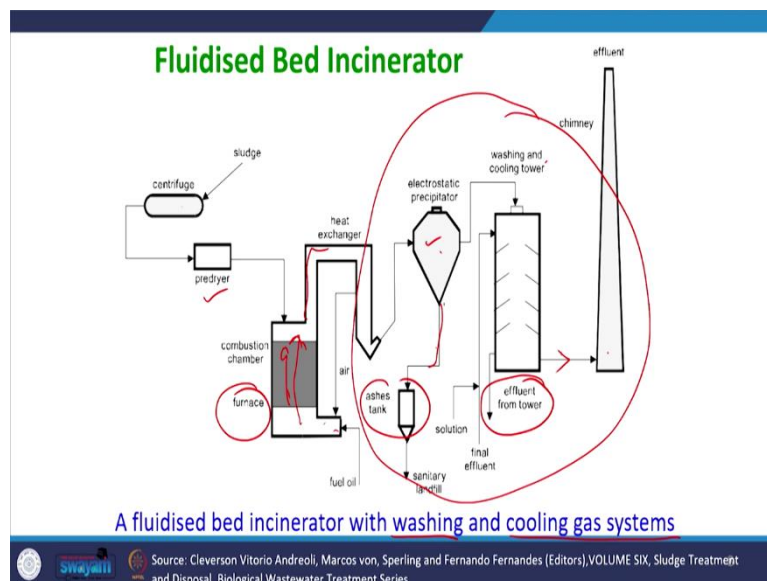 Fluidised Bed Incinerator
effluent
chimney
sludge
washing and
cooling tower
centrifuge
electrostatic
precipitator
heat
exchanger
predryer
combustion
chamber
air
furnace
ashes
tank
effluent
from tower
solution
final
effluent
fuel oil
sanitary
landfill
A fluidised bed incinerator with washing and cooling gas systems
swayam
Source: Cleverson Vitorio Andreoli, Marcos von, Sperling and Fernando Fernandes (Editors),VOLUME SIX, Sludge Treatment
and Disposal, Biological Wastewater Treatment Series